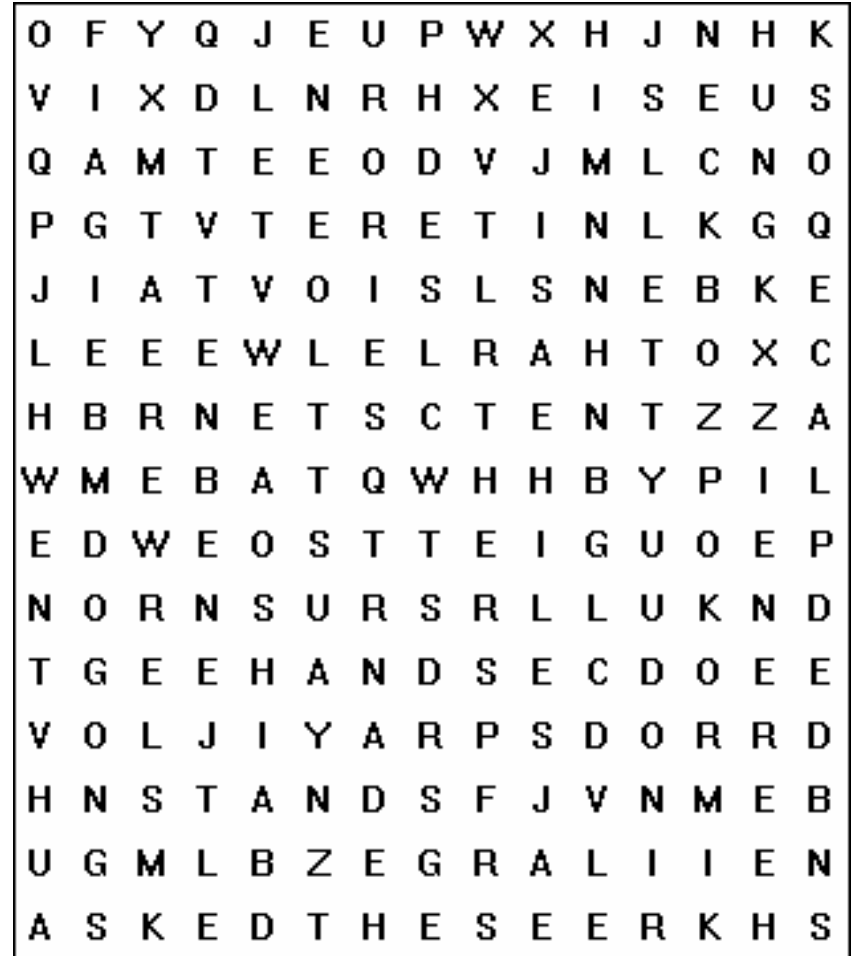 O F Y Q J E U P W X H J N H K
V I X D L N R H X E I S E U S
Q A M T E E O D V J M L C N O
P G T V T E R E T I N L K G Q
J I A T V O I S L S N E B K E
L E E E W L E L R A H T O X C
H B R N E T S C T E N T Z Z A
W M E B A T Q W H H B Y P I L
E D W E O S T T E I G U O E P
N O R N S U R S R L L U K N D
T G E E H A N D S E C D O E E
V O L J I Y A R P S D O R R D
H N S T A N D S F J V N M E B
U G M L B Z E G R A L I I E N
A S K E D T H E S E E R K H S